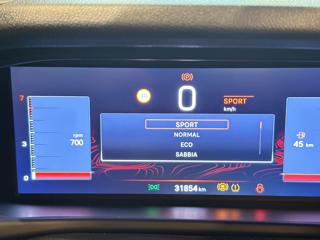 (P)
0
SPORT
km/h
7
rpm
700
3
0
SPORT
NORMAL
ECO
SABBIA
45 km
31854 km